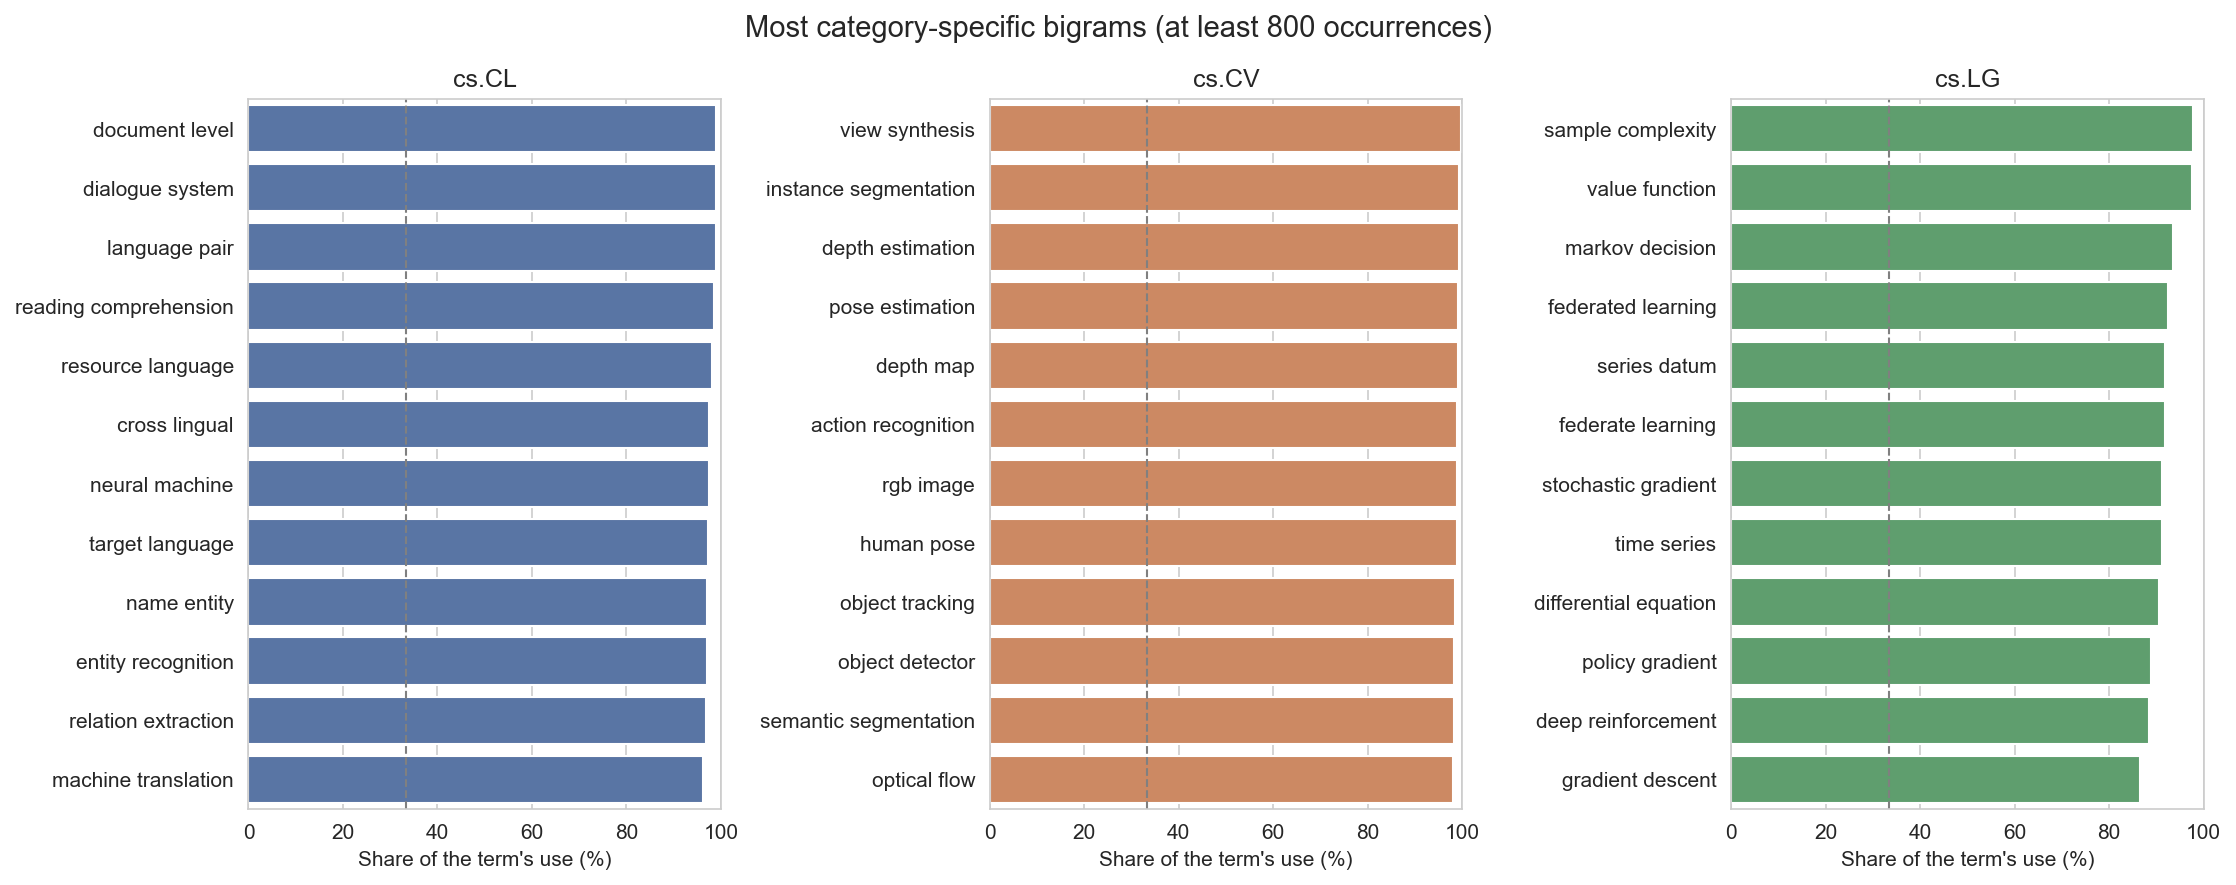 Most category-specific bigrams (at least 800 occurrences)
cs.CL
document level
dialogue system
language pair
reading comprehension
resource language
cross lingual
neural machine
target language
name entity
entity recognition
relation extraction
machine translation
0 20 40 60 80 100
Share of the term's use (%)
cs.CV
view synthesis
instance segmentation
depth estimation
pose estimation
depth map
action recognition
rgb image
human pose
object tracking
object detector
semantic segmentation
optical flow
0 20 40 60 80 100
Share of the term's use (%)
cs.LG
sample complexity
value function
markov decision
federated learning
series datum
federate learning
stochastic gradient
time series
differential equation
policy gradient
deep reinforcement
gradient descent
0 20 40 60 80 100
Share of the term's use (%)